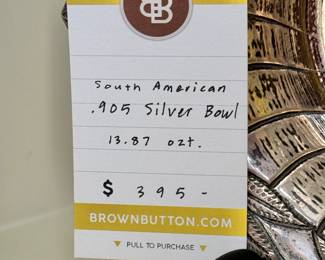 B
South American
.905 Silver Bowl
13.87 ozt.
$ 395-
BROWNBUTTON.COM
▼ PULL TO PURCHASE ▼